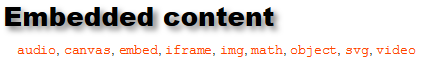 Embedded content
audio, canvas, embed, iframe, img, math, object, svg, video